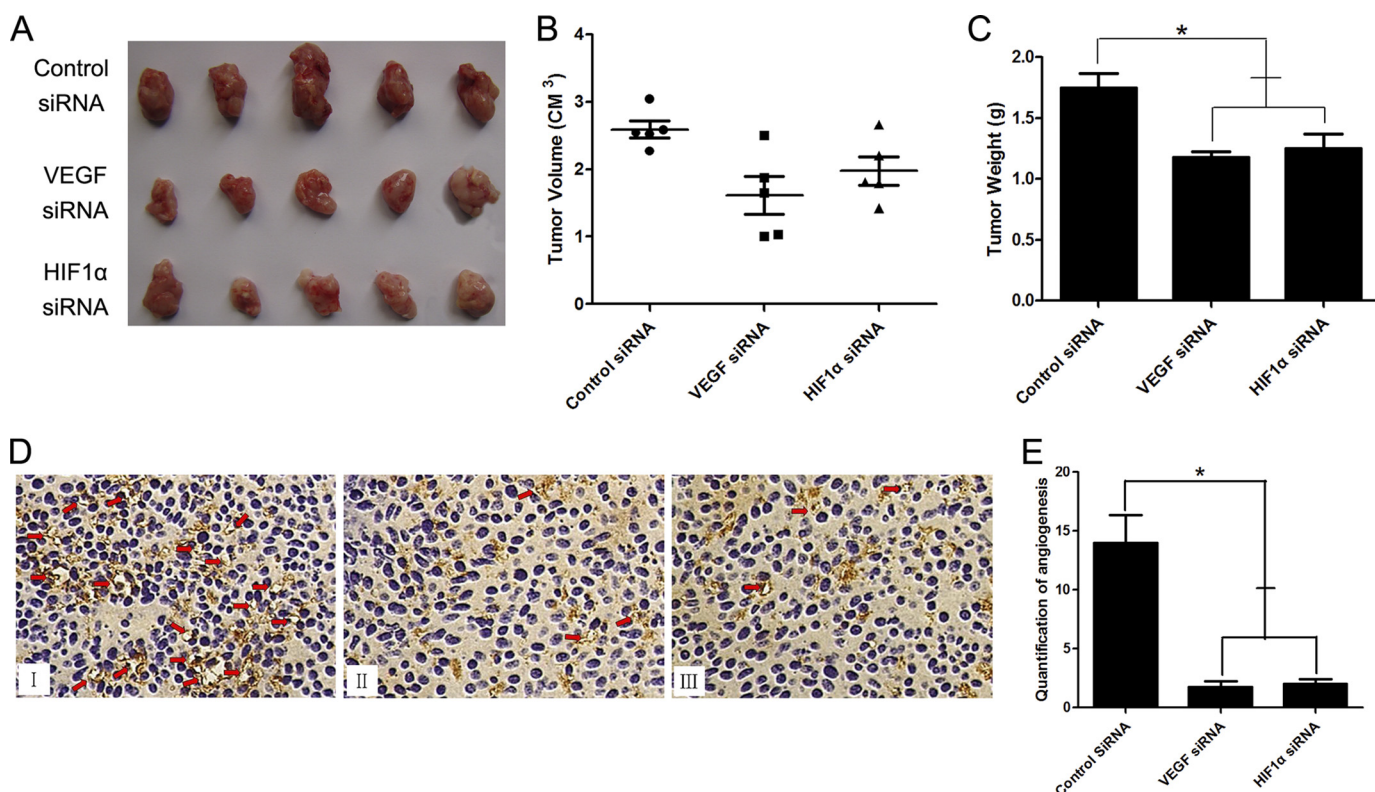 A
Control
siRNA
VEGF
siRNA
HIF1α
siRNA
B
Tumor Volume (CM 3)
4
3
2
1
0
Control siRNA
VEGF siRNA
HIF1α siRNA
C
Tumor Weight (g)
2.0
1.5
1.0
0.5
0.0
*
Control siRNA
VEGF siRNA
HIF1α siRNA
D
I
II
III
E
Quantification of angiogenesis
20
15
10
5
0
*
Control SiRNA
VEGF siRNA
HIF1α siRNA